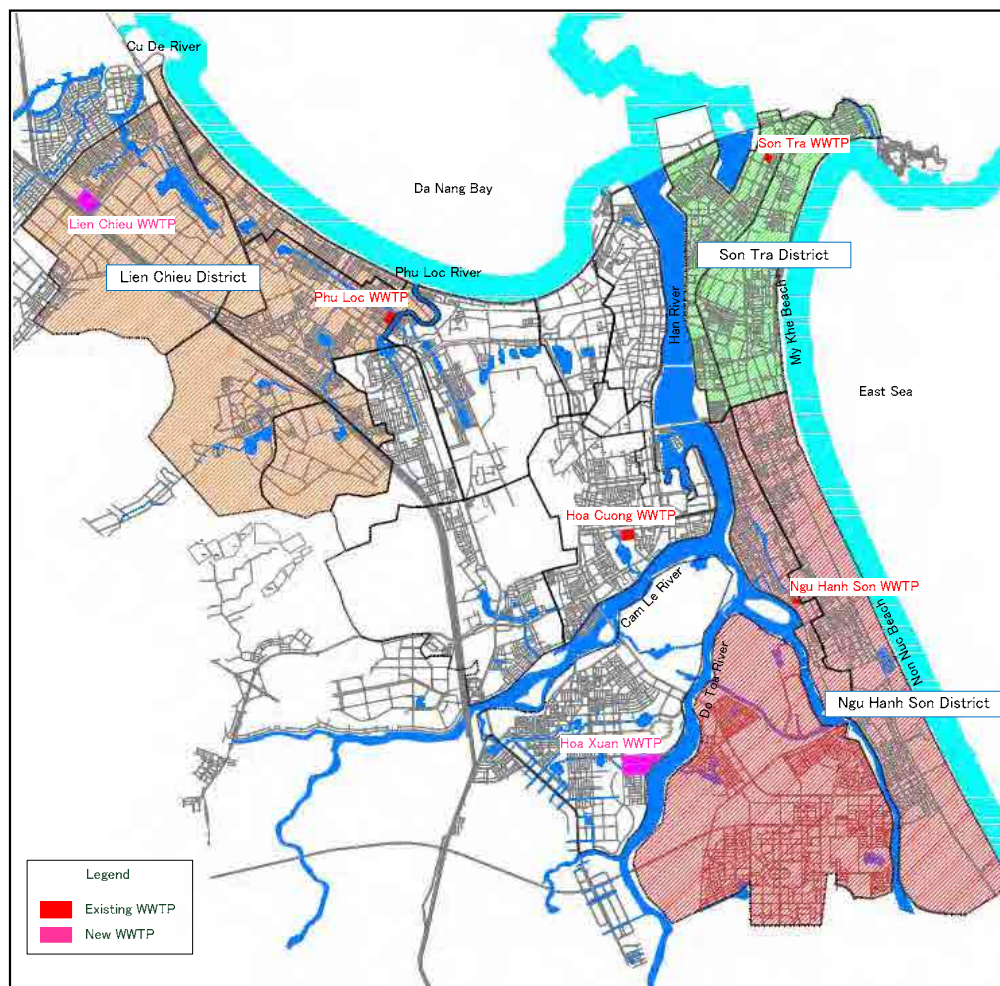 Cu De River
Son Tra WWTP
Da Nang Bay
Lien Chieu WWTP
Son Tra District
Lien Chieu District
Phu Loc River
Phu Loc WWTP
Han River
My Khe Beach
East Sea
Hoa Cuong WWTP
Ngu Hanh Son WWTP
Cam Le River
Non Nuc Beach
Do Toa River
Ngu Hanh Son District
Hoa Xuan WWTP
Legend
Existing WWTP
New WWTP